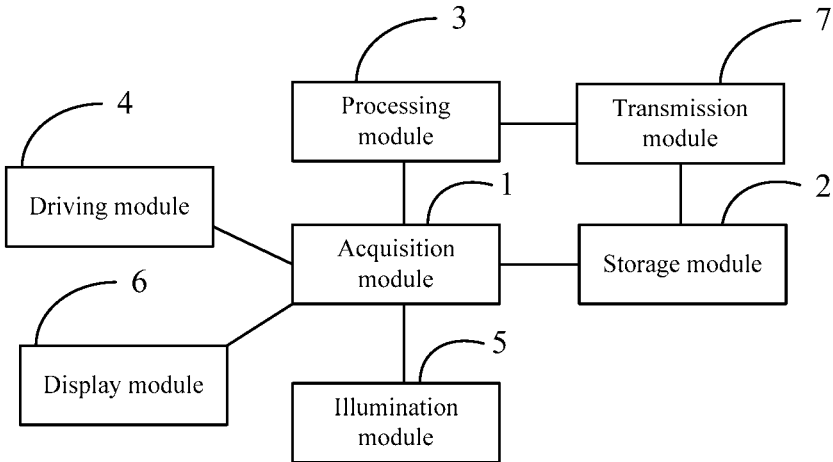 3
7
Processing
module
Transmission
module
4
1
2
Driving module
Acquisition
module
Storage module
6
5
Display module
Illumination
module